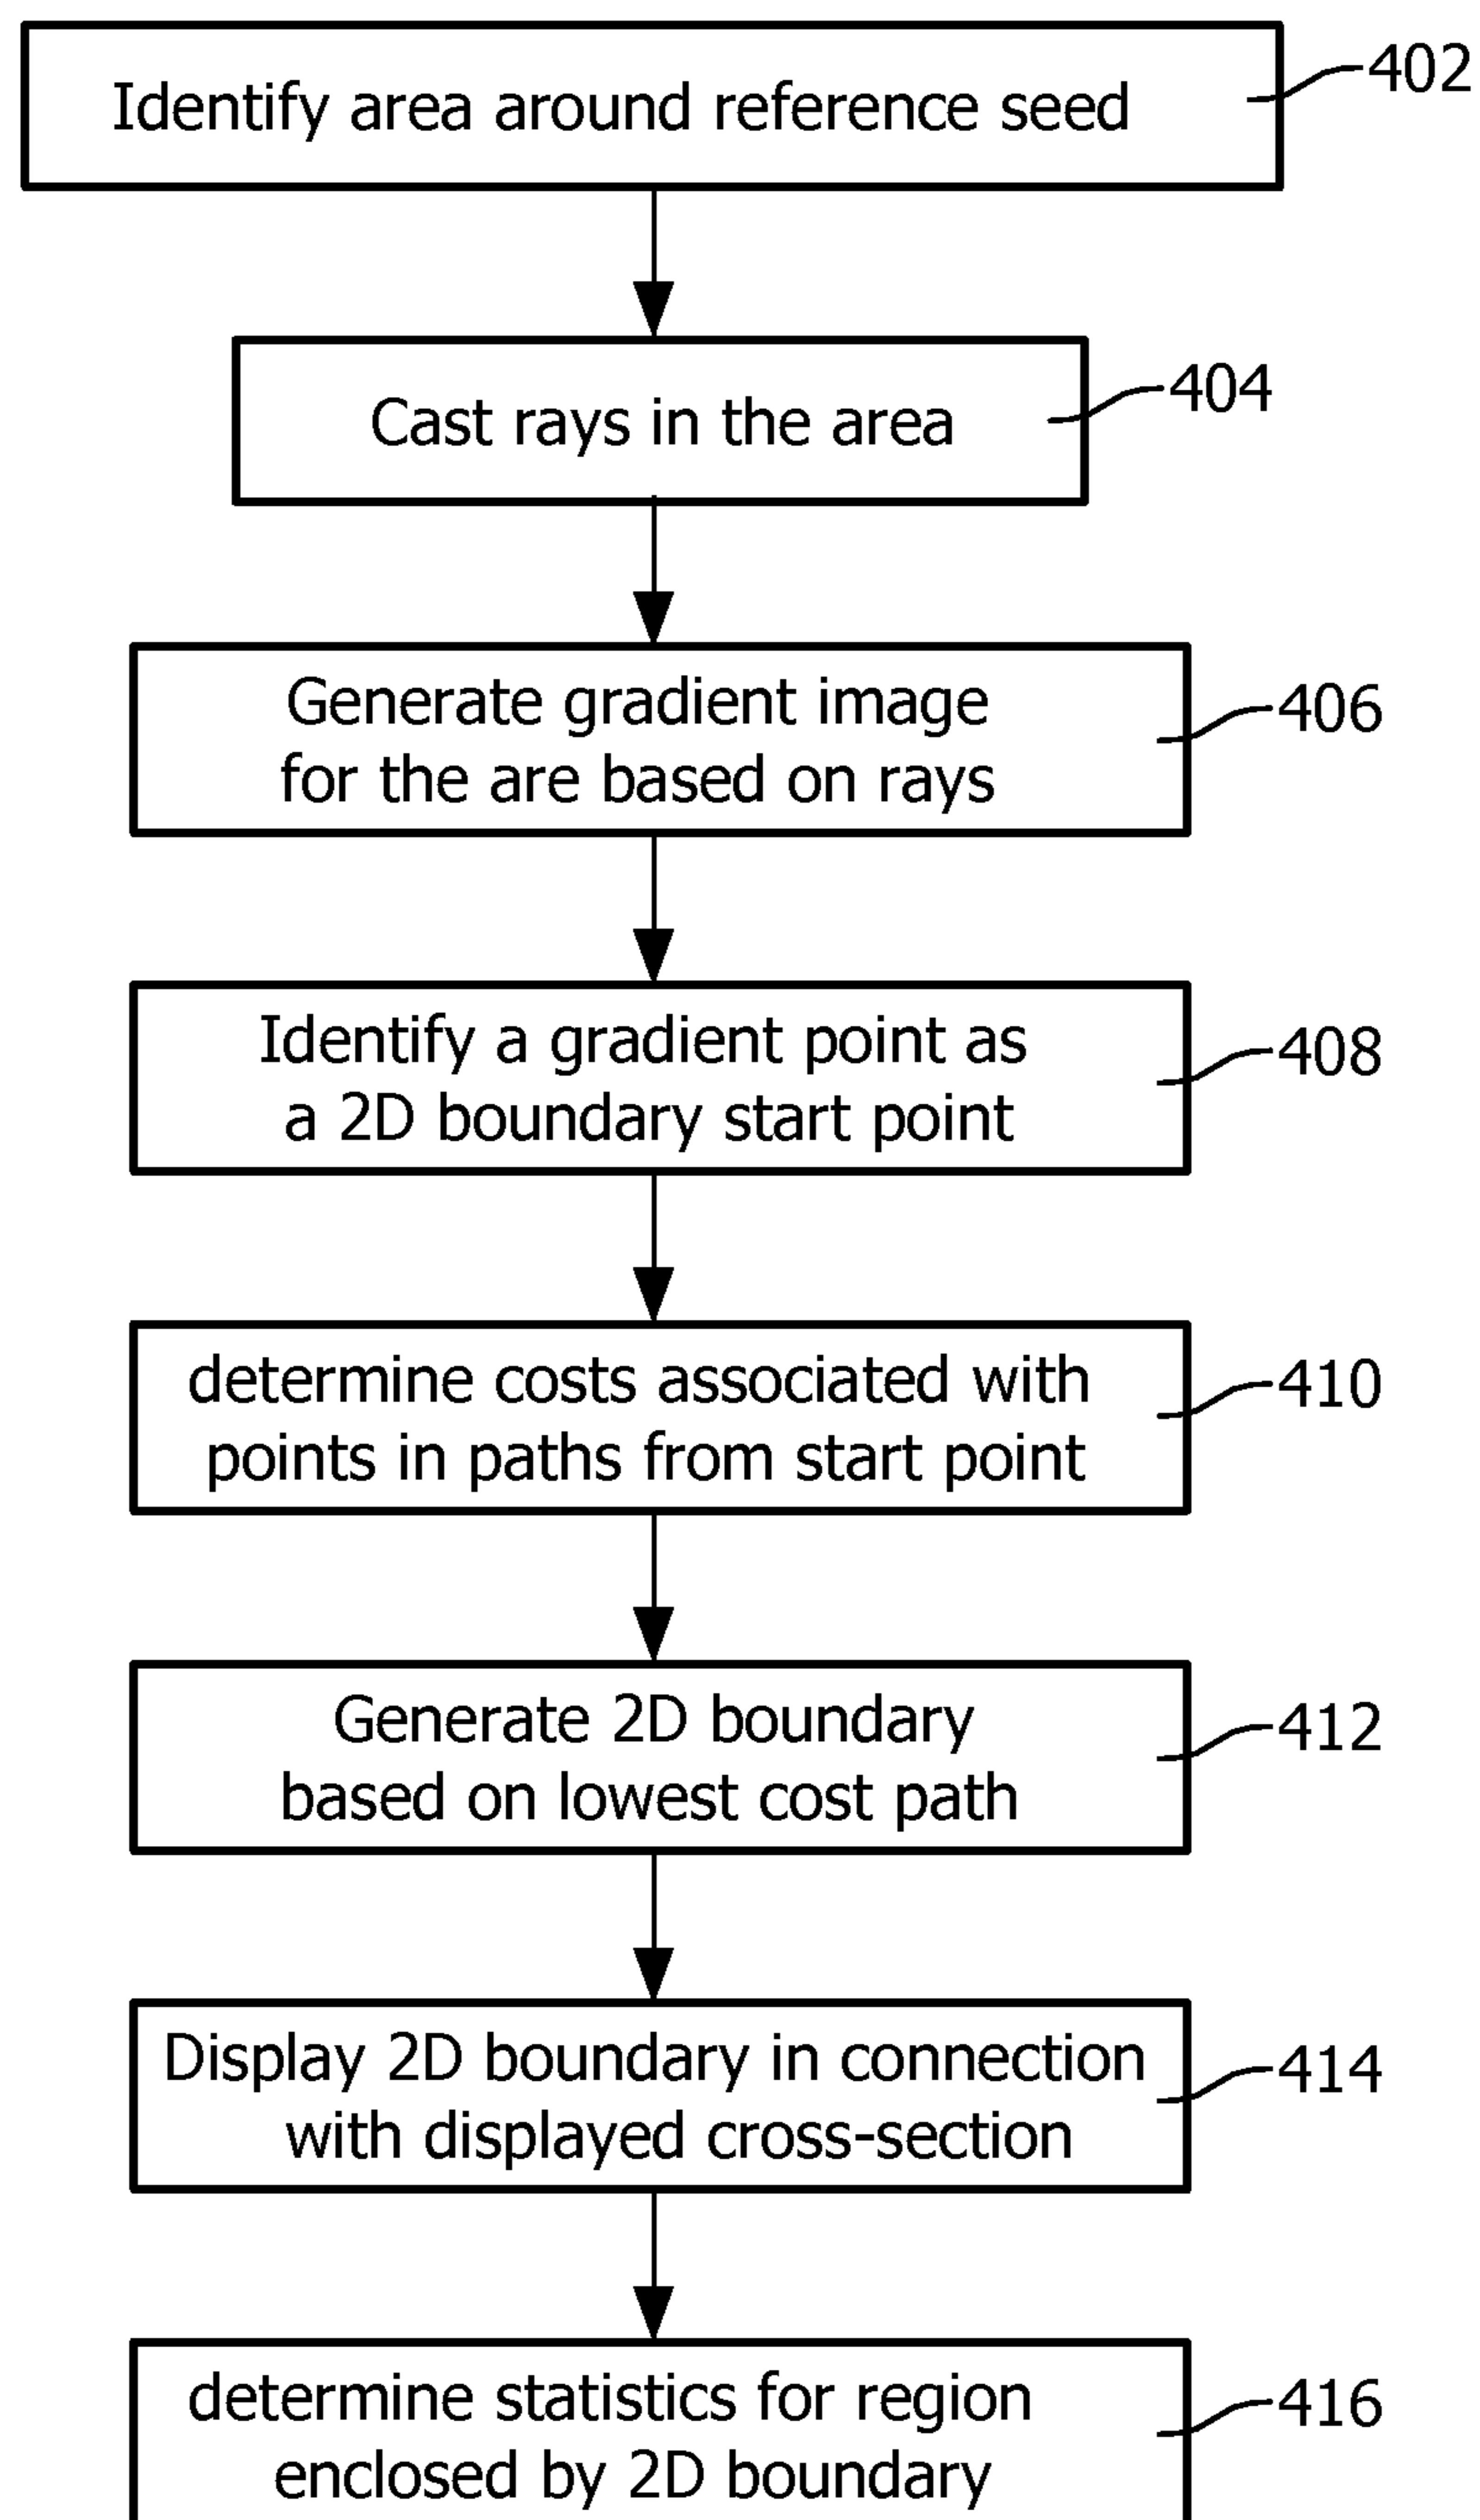 Identify area around reference seed
402
Cast rays in the area
404
Generate gradient image
for the are based on rays
406
Identify a gradient point as
a 2D boundary start point
408
determine costs associated with
points in paths from start point
410
Generate 2D boundary
based on lowest cost path
412
Display 2D boundary in connection
with displayed cross-section
414
determine statistics for region
enclosed by 2D boundary
416